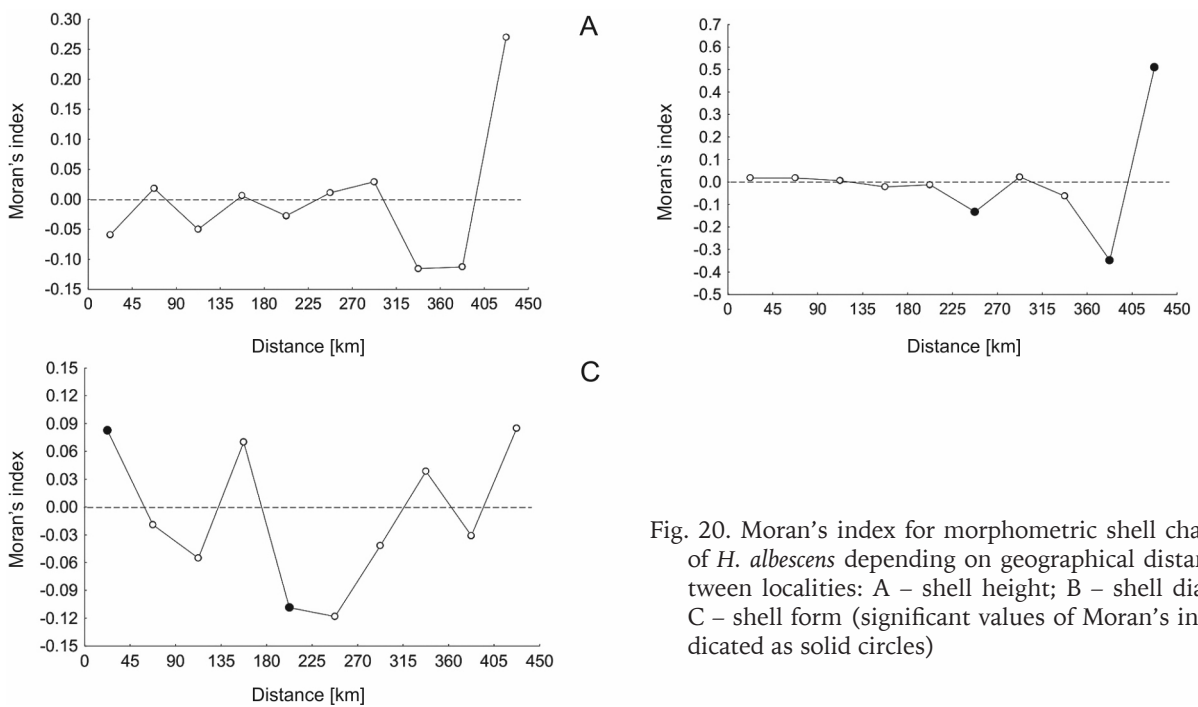 A
0.30
0.25
0.20
0.15
0.10
0.05
0.00
-0.05
-0.10
-0.15
Moran's index
0 45 90 135 180 225 270 315 360 405 450
Distance [km]
0.7
0.6
0.5
0.4
0.3
0.2
0.1
0.0
-0.1
-0.2
-0.3
-0.4
-0.5
Moran's index
0 45 90 135 180 225 270 315 360 405 450
Distance [km]
C
0.15
0.12
0.09
0.06
0.03
0.00
-0.03
-0.06
-0.09
-0.12
-0.15
Moran's index
0 45 90 135 180 225 270 315 360 405 450
Distance [km]
Fig. 20. Moran's index for morphometric shell cha
of H. albescens depending on geographical distan
tween localities: A – shell height; B – shell dia
C – shell form (significant values of Moran's in
dicated as solid circles)